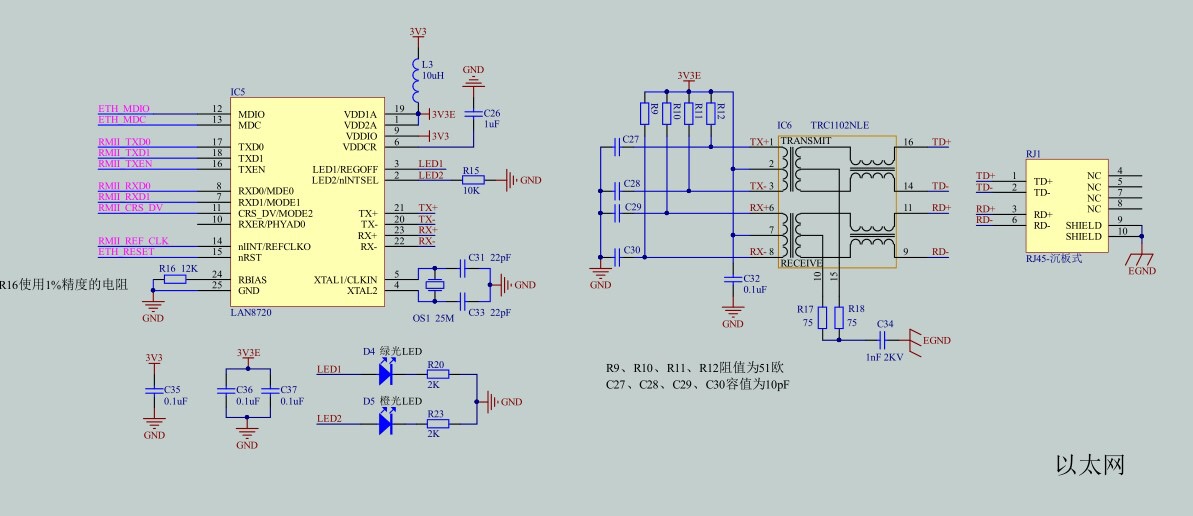 3V3
L3
10uH
GND
C26
1uF
IC5
ETH_MDIO 12 MDIO VDD1A 19 3V3E
ETH_MDC 13 MDC VDD2A 1
VDDIO 9 3V3
RMII_TXD0 17 TXD0 VDDCR 6
RMII_TXD1 18 TXD1
RMII_TXEN 16 TXEN LED1/REGOFF 3 LED1
LED2/nINTSEL 2 LED2 R15 10K GND
RMII_RXD0 8 RXD0/MDE0
RMII_RXD1 7 RXD1/MODE1
RMII_CRS_DV 11 CRS_DV/MODE2 TX+ 21 TX+
10 RXER/PHYAD0 TX- 20 TX-
RX+ 23 RX+
RMII_REF_CLK 14 nIINT/REFCLKO RX- 22 RX-
ETH_RESET 15 nRST
R16 12K 24 RBIAS XTAL1/CLKIN 5
25 GND XTAL2 4
R16使用1%精度的电阻
GND
LAN8720
C31 22pF
GND
OS1 25M C33 22pF
3V3
C35
0.1uF
GND
3V3E
C36
0.1uF
C37
0.1uF
GND
D4 绿光LED
LED1 R20
2K
GND
D5 橙光LED
LED2 R23
2K
3V3E
R9 R10 R11 R12
C27
C28
C29
C30
GND
C32
0.1uF
GND
IC6 TRC1102NLE
TRANSMIT
TX+ 1 16 TD+
2
TX- 3 14 TD-
RX+ 6 11 RD+
7
RX- 8 9 RD-
RECEIVE
10 15
R17
75
R18
75
C34
1nF 2KV
EGND
R9、R10、R11、R12阻值为51欧
C27、C28、C29、C30容值为10pF
RJ1
TD+ 1 TD+ NC 4
TD- 2 TD- NC 5
NC 7
RD+ 3 RD+ NC 8
RD- 6 RD- SHIELD 9
SHIELD 10
RJ45-沉板式
EGND
以太网